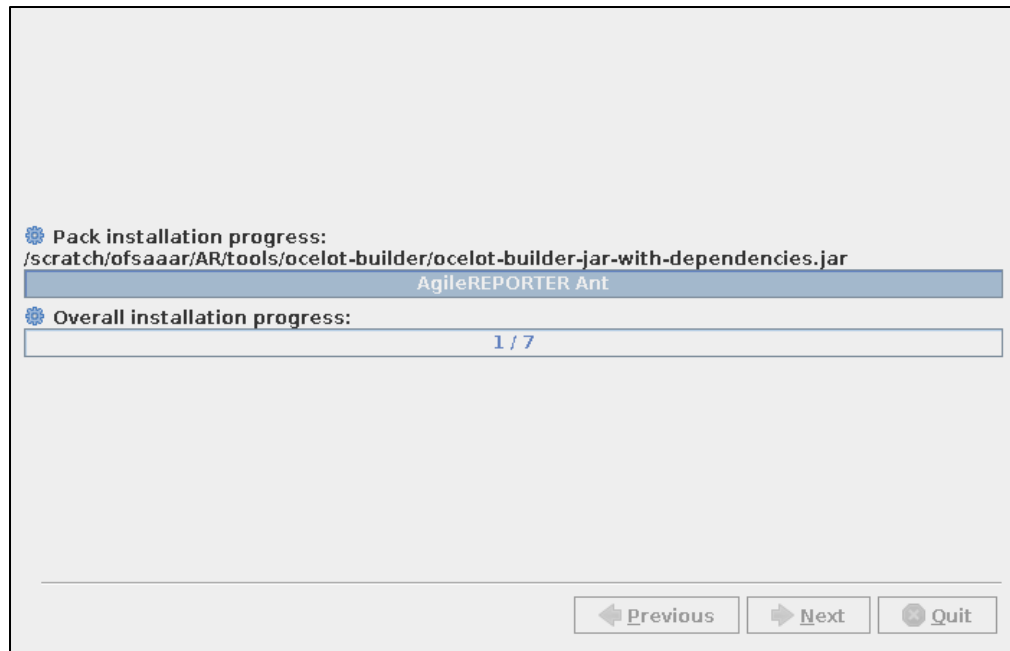 Pack installation progress:
/scratch/ofsaaar/AR/tools/ocelot-builder/ocelot-builder-jar-with-dependencies.jar
AgileREPORTER Ant
Overall installation progress:
1 / 7
Previous Next Quit